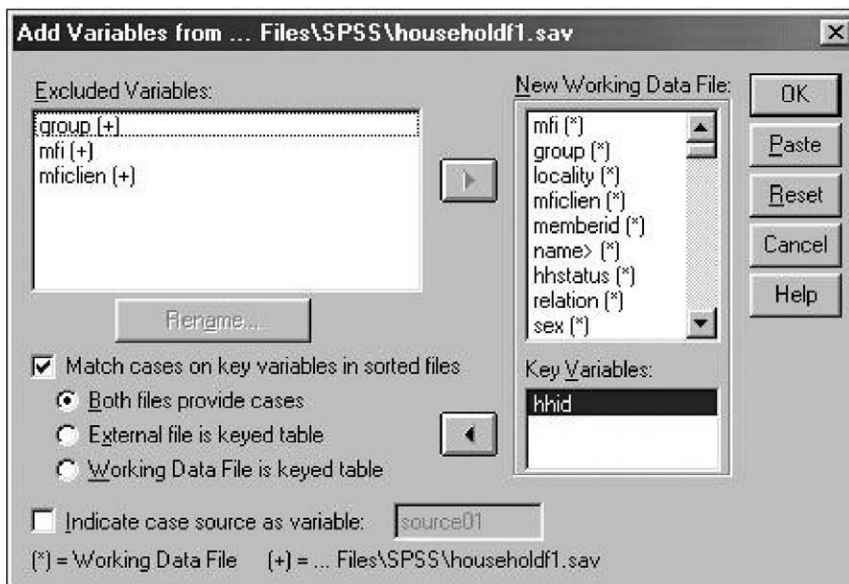 Add Variables from ... Files\SPSS\householdf1.sav
Excluded Variables:
group (+)
mfi (+)
mficlien (+)
Rename...
Match cases on key variables in sorted files
Both files provide cases
External file is keyed table
Working Data File is keyed table
Indicate case source as variable: source01
(*) = Working Data File (+) = ... Files\SPSS\householdf1.sav
New Working Data File:
mfi (*)
group (*)
locality (*)
mficlien (*)
memberid (*)
name> (*)
hhstatus (*)
relation (*)
sex (*)
Key Variables:
hhid
OK
Paste
Reset
Cancel
Help